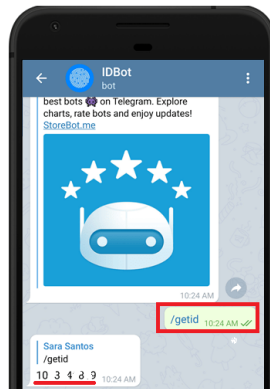 IDBot
bot
best bots 👾 on Telegram. Explore
charts, rate bots and enjoy updates!
StoreBot.me
10:24 AM
/getid 10:24 AM
Sara Santos
/getid
10:24 AM